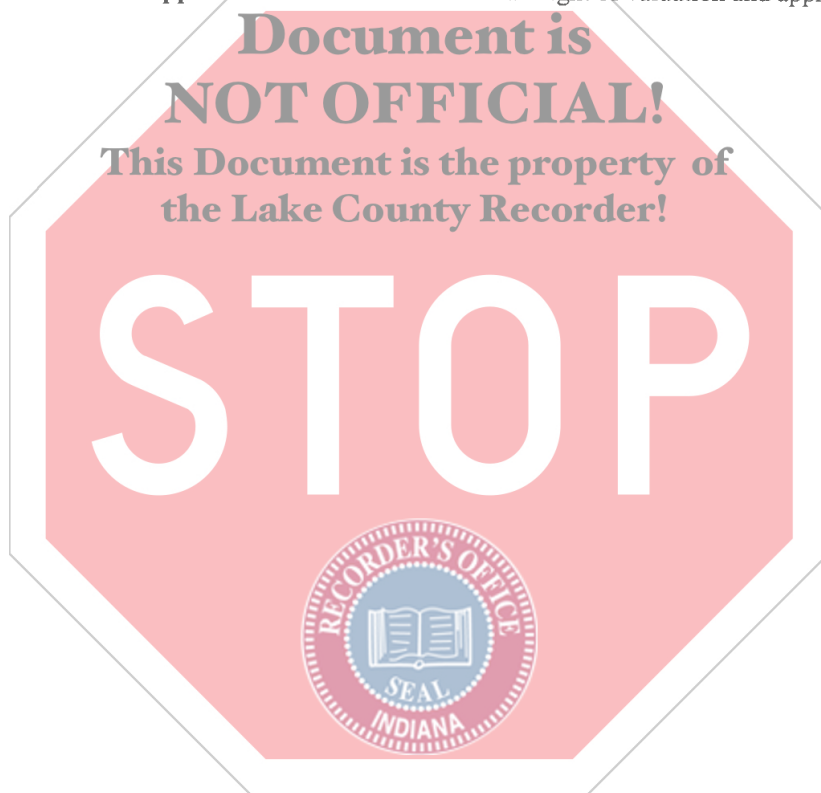 Document is
NOT OFFICIAL!
This Document is the property of
the Lake County Recorder!
STOP
RECORDER'S OFFICE
SEAL
INDIANA